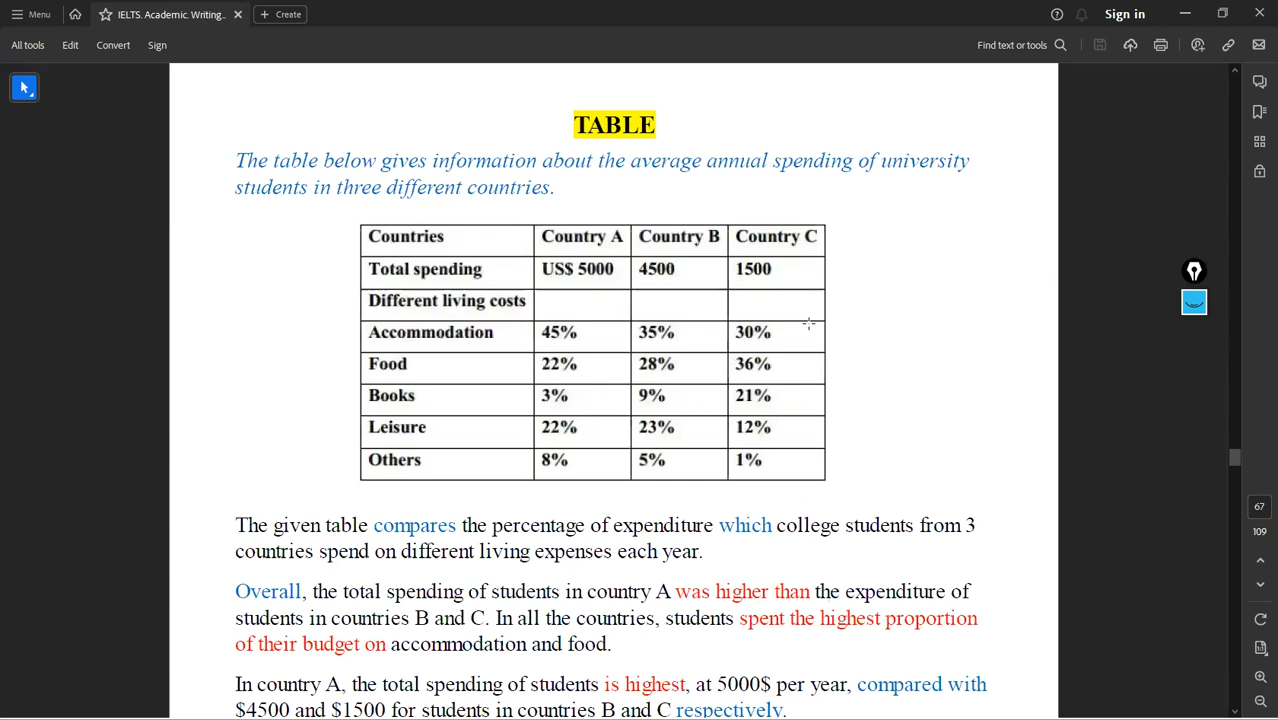 Menu
IELTS. Academic. Writing..
Create
Sign in
All tools
Edit
Convert
Sign
Find text or tools
TABLE
The table below gives information about the average annual spending of university
students in three different countries.
Countries Country A Country B Country C
Total spending US$ 5000 4500 1500
Different living costs
Accommodation 45% 35% 30%
Food 22% 28% 36%
Books 3% 9% 21%
Leisure 22% 23% 12%
Others 8% 5% 1%
The given table compares the percentage of expenditure which college students from 3
countries spend on different living expenses each year.
Overall, the total spending of students in country A was higher than the expenditure of
students in countries B and C. In all the countries, students spent the highest proportion
of their budget on accommodation and food.
In country A, the total spending of students is highest, at 5000$ per year, compared with
$4500 and $1500 for students in countries B and C respectively.
67
109